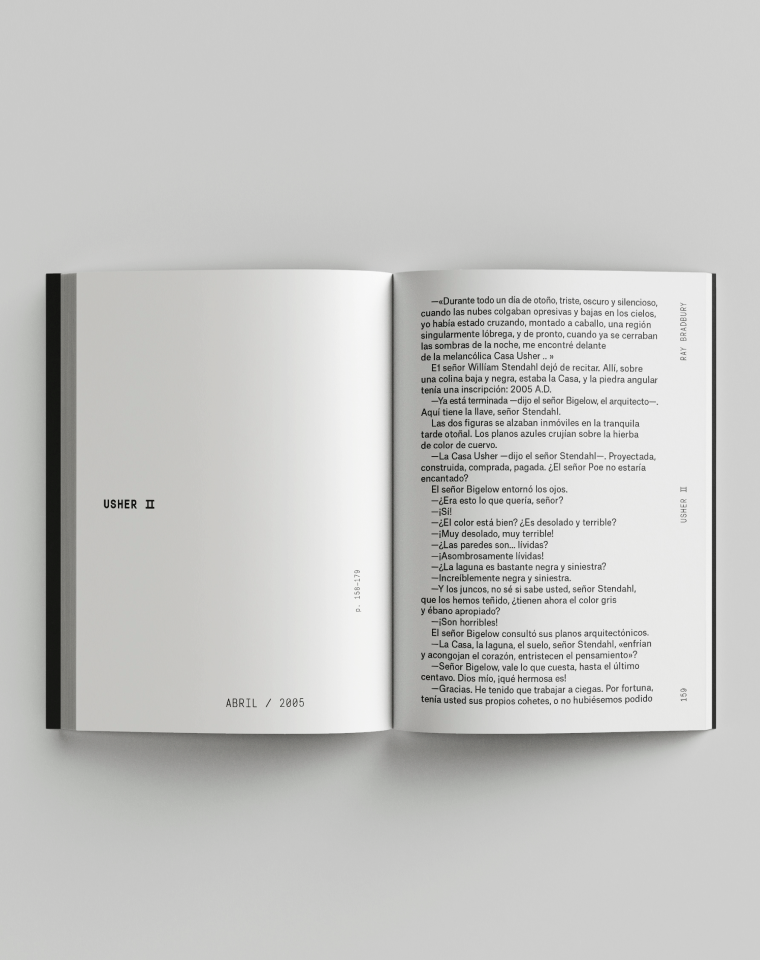 USHER II
p. 158-179
ABRIL / 2005
—«Durante todo un día de otoño, triste, oscuro y silencioso,
cuando las nubes colgaban opresivas y bajas en los cielos,
yo había estado cruzando, montado a caballo, una región
singularmente lóbrega, y de pronto, cuando ya se cerraban
las sombras de la noche, me encontré delante
de la melancólica Casa Usher .. »
E1 señor William Stendahl dejó de recitar. Allí, sobre
una colina baja y negra, estaba la Casa, y la piedra angular
tenía una inscripción: 2005 A.D.
—Ya está terminada —dijo el señor Bigelow, el arquitecto—.
Aquí tiene la llave, señor Stendahl.
Las dos figuras se alzaban inmóviles en la tranquila
tarde otoñal. Los planos azules crujían sobre la hierba
de color de cuervo.
—La Casa Usher —dijo el señor Stendahl—. Proyectada,
construida, comprada, pagada. ¿El señor Poe no estaría
encantado?
El señor Bigelow entornó los ojos.
—¿Era esto lo que quería, señor?
—¡Sí!
—¿El color está bien? ¿Es desolado y terrible?
—¡Muy desolado, muy terrible!
—¿Las paredes son... lívidas?
—¡Asombrosamente lívidas!
—¿La laguna es bastante negra y siniestra?
—Increíblemente negra y siniestra.
—Y los juncos, no sé si sabe usted, señor Stendahl,
que los hemos teñido, ¿tienen ahora el color gris
y ébano apropiado?
—¡Son horribles!
El señor Bigelow consultó sus planos arquitectónicos.
—La Casa, la laguna, el suelo, señor Stendahl, «enfrían
y acongojan el corazón, entristecen el pensamiento»?
—Señor Bigelow, vale lo que cuesta, hasta el último
centavo. Dios mío, ¡qué hermosa es!
—Gracias. He tenido que trabajar a ciegas. Por fortuna,
tenía usted sus propios cohetes, o no hubiésemos podido
RAY BRADBURY
USHER II
159